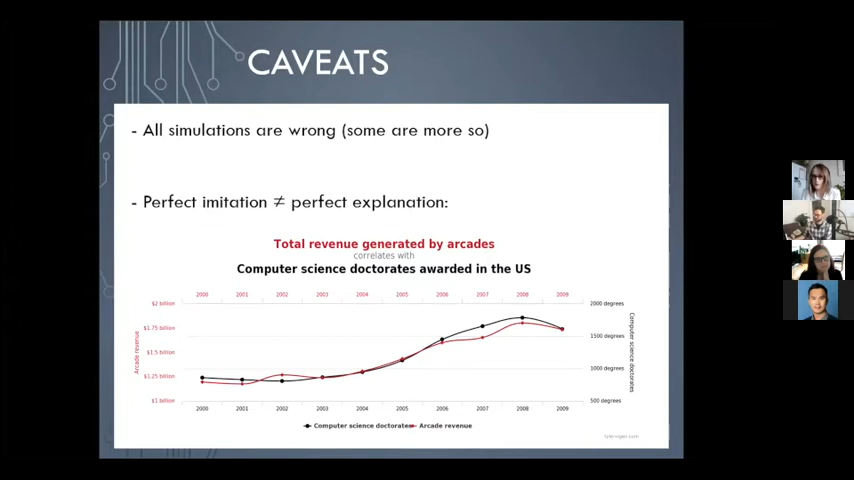 CAVEATS
- All simulations are wrong (some are more so)
- Perfect imitation ≠ perfect explanation:
Total revenue generated by arcades
correlates with
Computer science doctorates awarded in the US
2000 2001 2002 2003 2004 2005 2006 2007 2008 2009
$2 billion
$1.75 billion
$1.5 billion
$1.25 billion
$1 billion
Arcade revenue
2000 degrees
1500 degrees
1000 degrees
500 degrees
Computer science doctorates
2000 2001 2002 2003 2004 2005 2006 2007 2008 2009
Computer science doctorates Arcade revenue
tylervigen.com